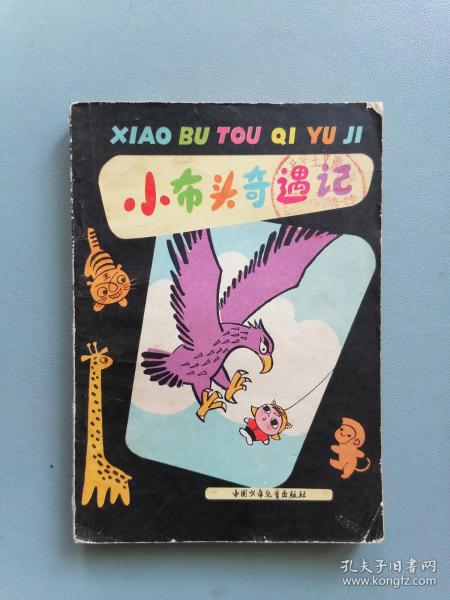 XIAO BU TOU QI YU JI
小布头奇遇记
中国少年儿童出版社
孔夫子旧书网
www.kongfz.com